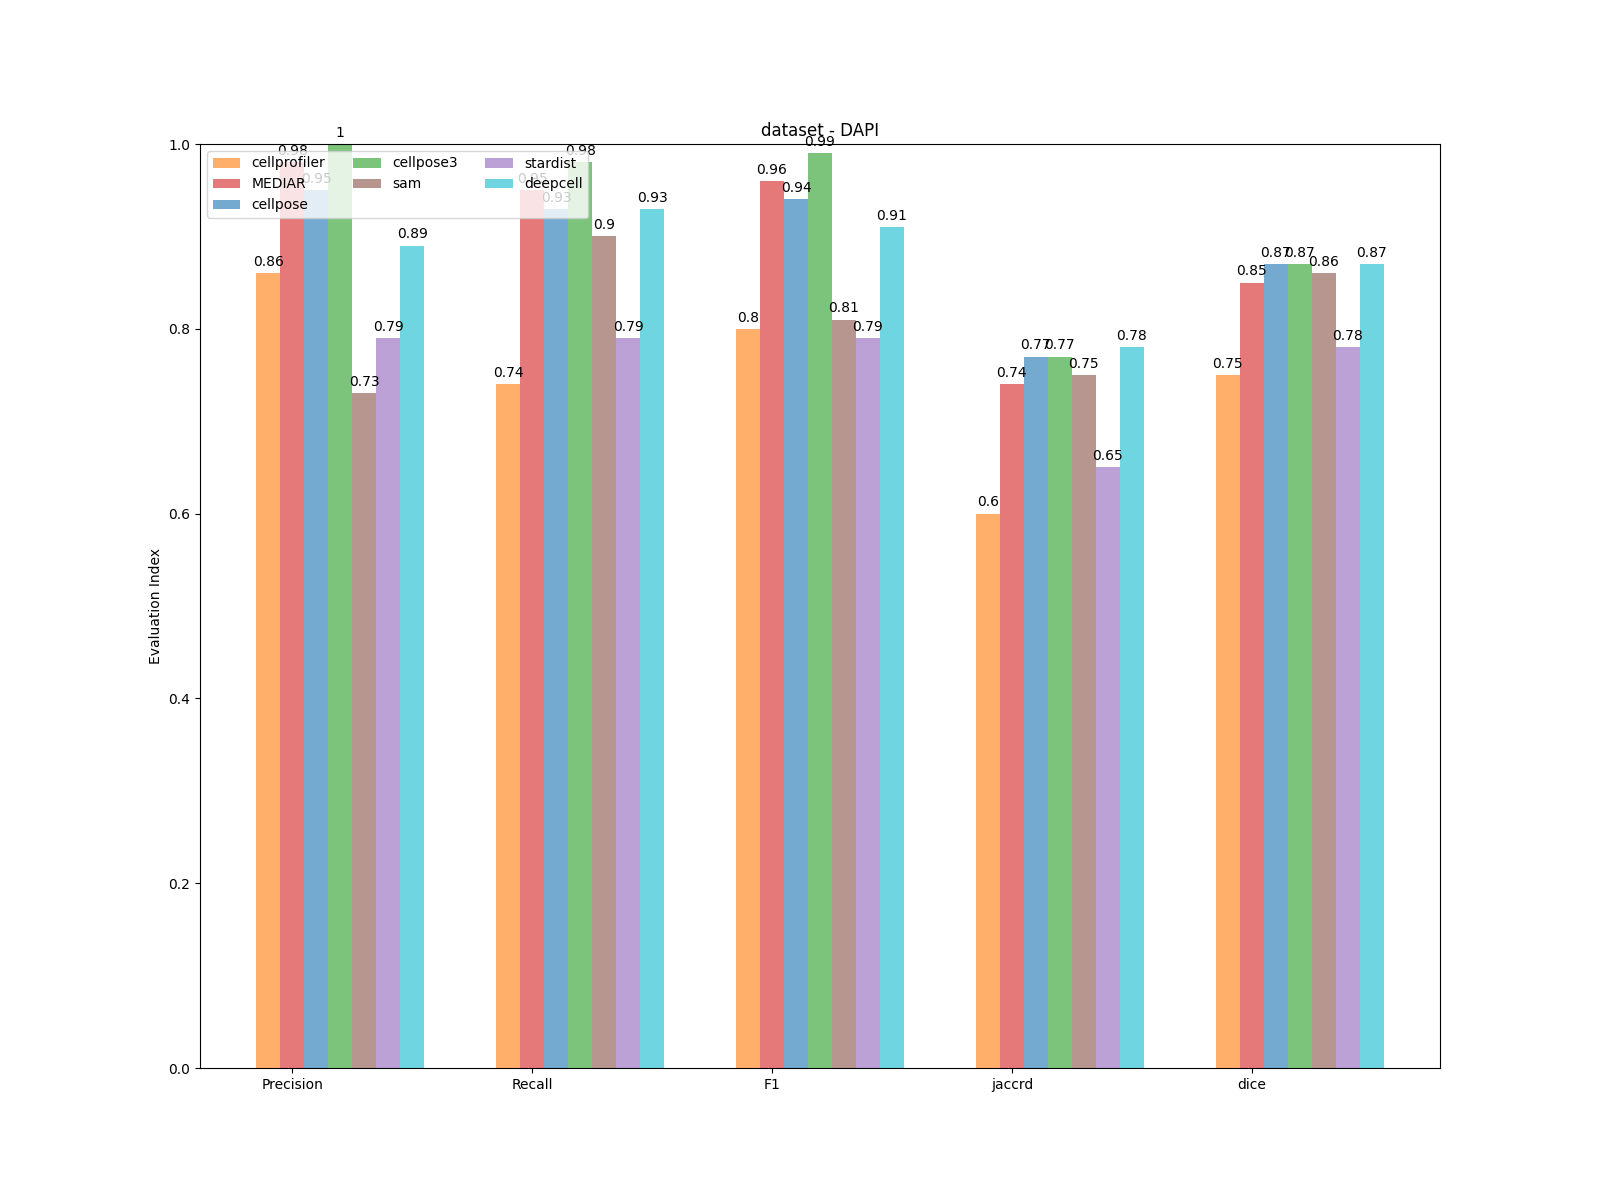 dataset - DAPI
cellprofiler
MEDIAR
cellpose
cellpose3
sam
stardist
deepcell
Evaluation Index
1.0
0.8
0.6
0.4
0.2
0.0
0.86
0.98
0.95
1
0.73
0.79
0.89
0.74
0.95
0.93
0.98
0.9
0.79
0.93
0.8
0.96
0.94
0.99
0.81
0.79
0.91
0.6
0.74
0.77
0.77
0.75
0.65
0.78
0.75
0.85
0.87
0.87
0.86
0.78
0.87
Precision
Recall
F1
jaccrd
dice